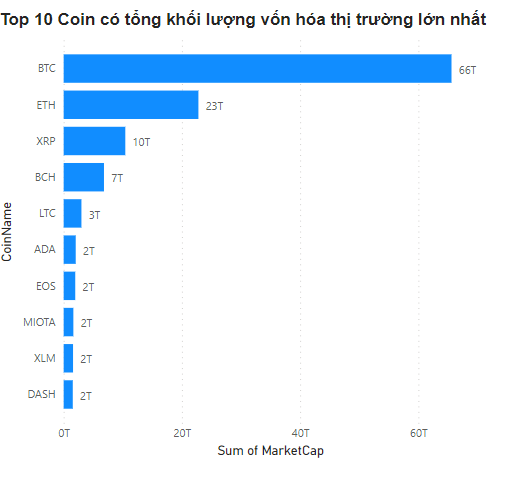 Top 10 Coin có tổng khối lượng vốn hóa thị trường lớn nhất
CoinName
BTC 66T
ETH 23T
XRP 10T
BCH 7T
LTC 3T
ADA 2T
EOS 2T
MIOTA 2T
XLM 2T
DASH 2T
0T 20T 40T 60T
Sum of MarketCap